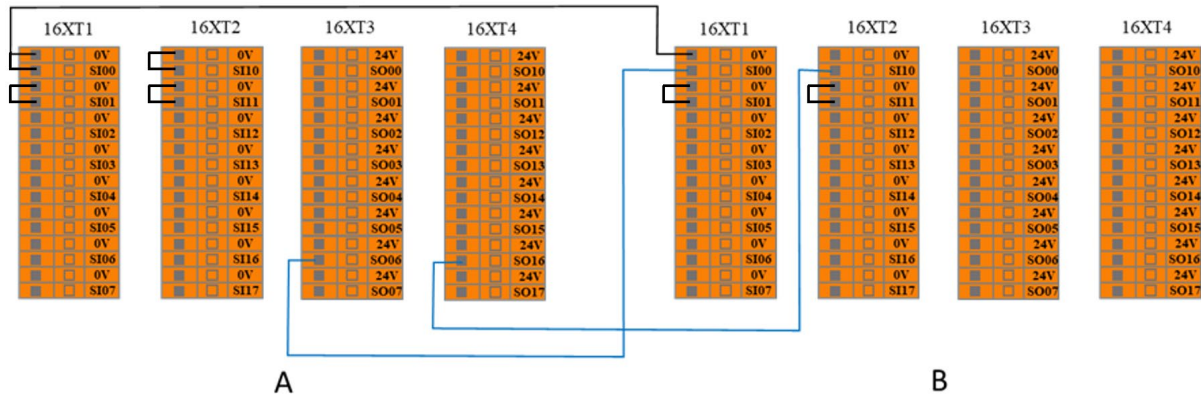 16XT1
0V
SI00
0V
SI01
0V
SI02
0V
SI03
0V
SI04
0V
SI05
0V
SI06
0V
SI07
16XT2
0V
SI10
0V
SI11
0V
SI12
0V
SI13
0V
SI14
0V
SI15
0V
SI16
0V
SI17
16XT3
24V
SO00
24V
SO01
24V
SO02
24V
SO03
24V
SO04
24V
SO05
24V
SO06
24V
SO07
16XT4
24V
SO10
24V
SO11
24V
SO12
24V
SO13
24V
SO14
24V
SO15
24V
SO16
24V
SO17
A
16XT1
0V
SI00
0V
SI01
0V
SI02
0V
SI03
0V
SI04
0V
SI05
0V
SI06
0V
SI07
16XT2
0V
SI10
0V
SI11
0V
SI12
0V
SI13
0V
SI14
0V
SI15
0V
SI16
0V
SI17
16XT3
24V
SO00
24V
SO01
24V
SO02
24V
SO03
24V
SO04
24V
SO05
24V
SO06
24V
SO07
16XT4
24V
SO10
24V
SO11
24V
SO12
24V
SO13
24V
SO14
24V
SO15
24V
SO16
24V
SO17
B